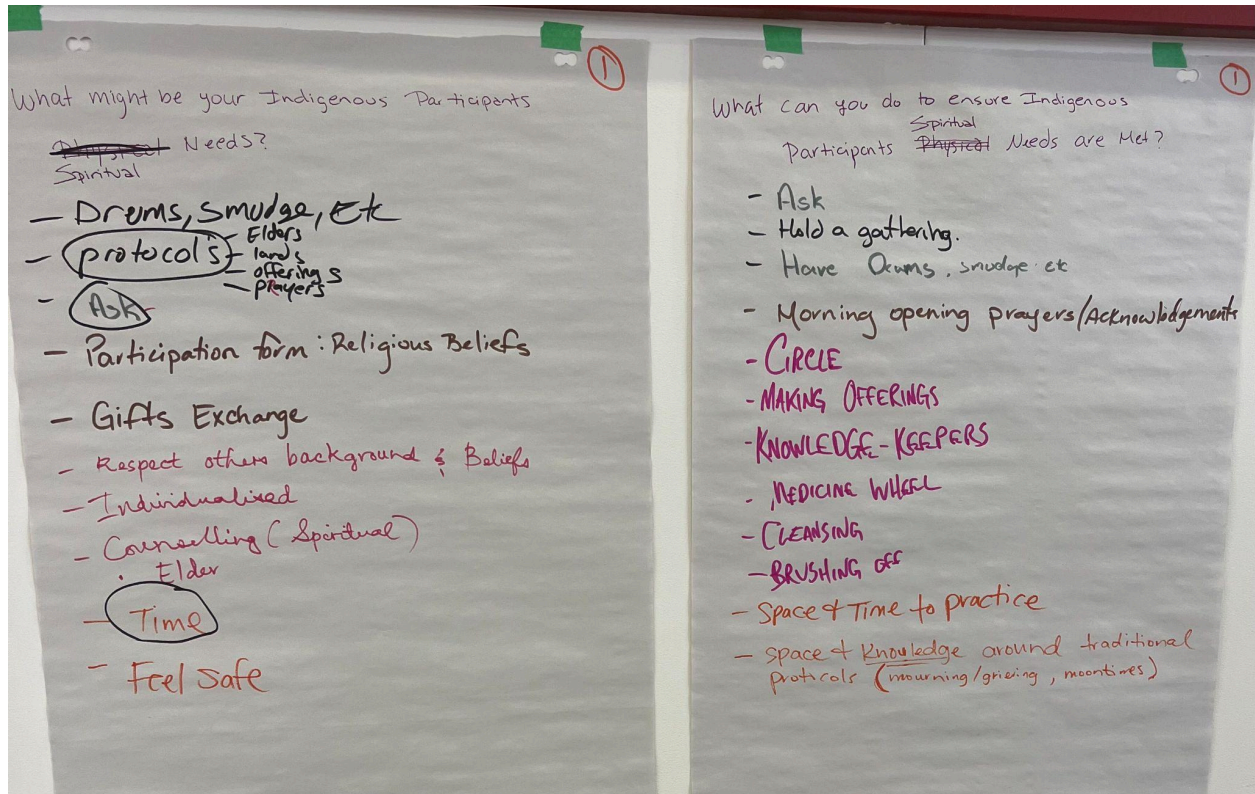 1
What might be your Indigenous Participants
Physical Needs?
Spiritual
— Drums, Smudge, Etc
— protocols — Elders
— lands
— offerings
— prayers
- Ask
— Participation form: Religious Beliefs
— Gifts Exchange
— Respect others background & Beliefs
— Individualized
— Counselling (Spiritual)
. Elder
— Time
— Feel Safe
1
What can you do to ensure Indigenous
Spiritual
Participants Physical Needs are Met?
- Ask
- Hold a gathering.
- Have Drums, smudge etc
- Morning opening prayers/Acknowledgements
- CIRCLE
- MAKING OFFERINGS
- KNOWLEDGE-KEEPERS
- MEDICINE WHEEL
- CLEANSING
- BRUSHING OFF
- Space & Time to practice
- Space & Knowledge around traditional
proticols (mourning/grieving, moontimes)